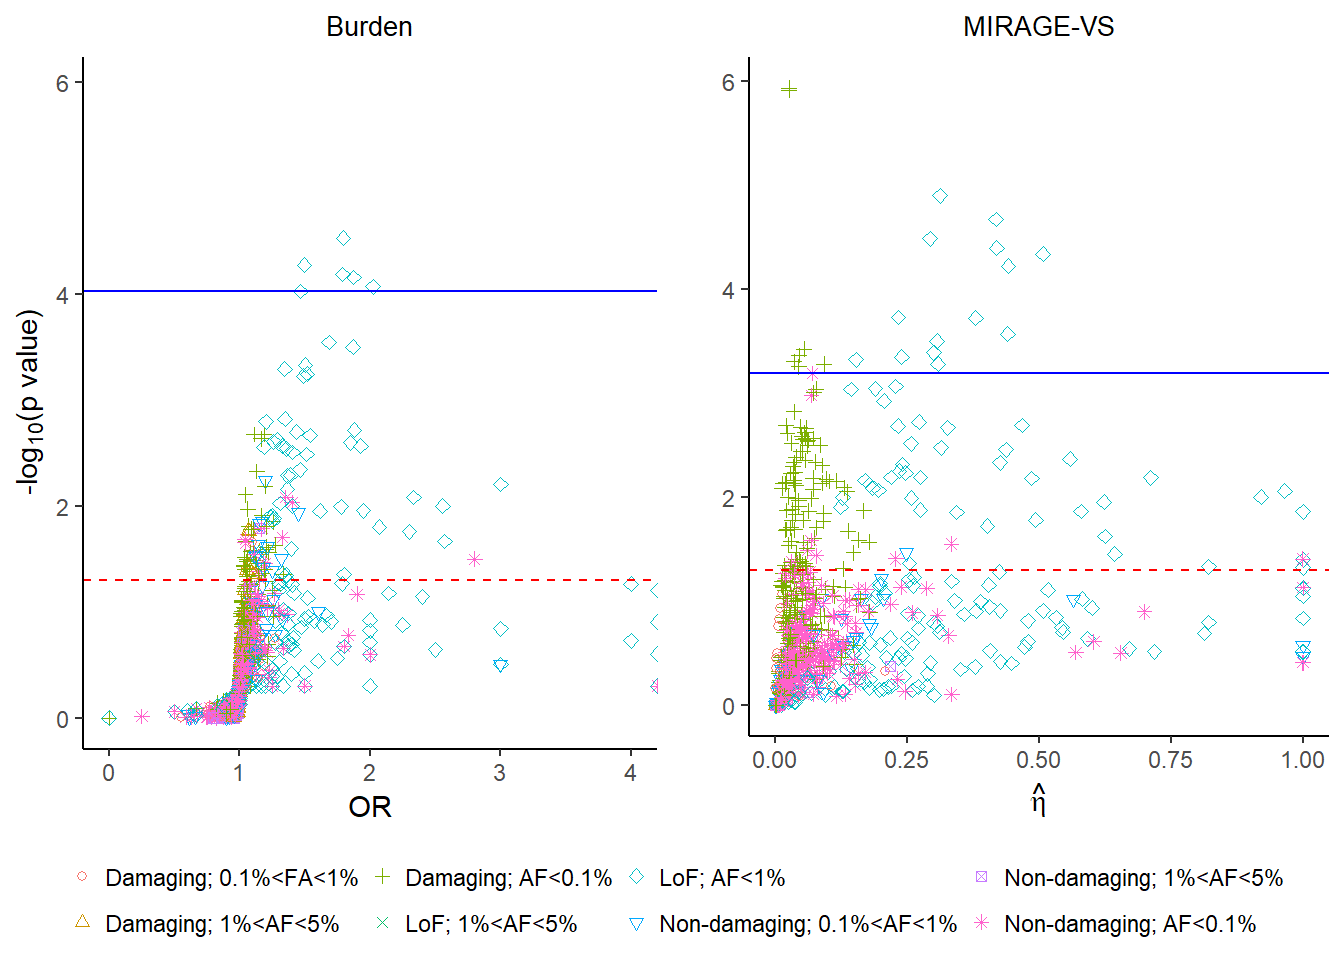 Burden
MIRAGE-VS
-log10(p value)
6
4
2
0
0 1 2 3 4
OR
6
4
2
0
0.00 0.25 0.50 0.75 1.00
η̂
Damaging; 0.1%<FA<1%
Damaging; AF<0.1%
LoF; AF<1%
Non-damaging; 1%<AF<5%
Damaging; 1%<AF<5%
LoF; 1%<AF<5%
Non-damaging; 0.1%<AF<1%
Non-damaging; AF<0.1%